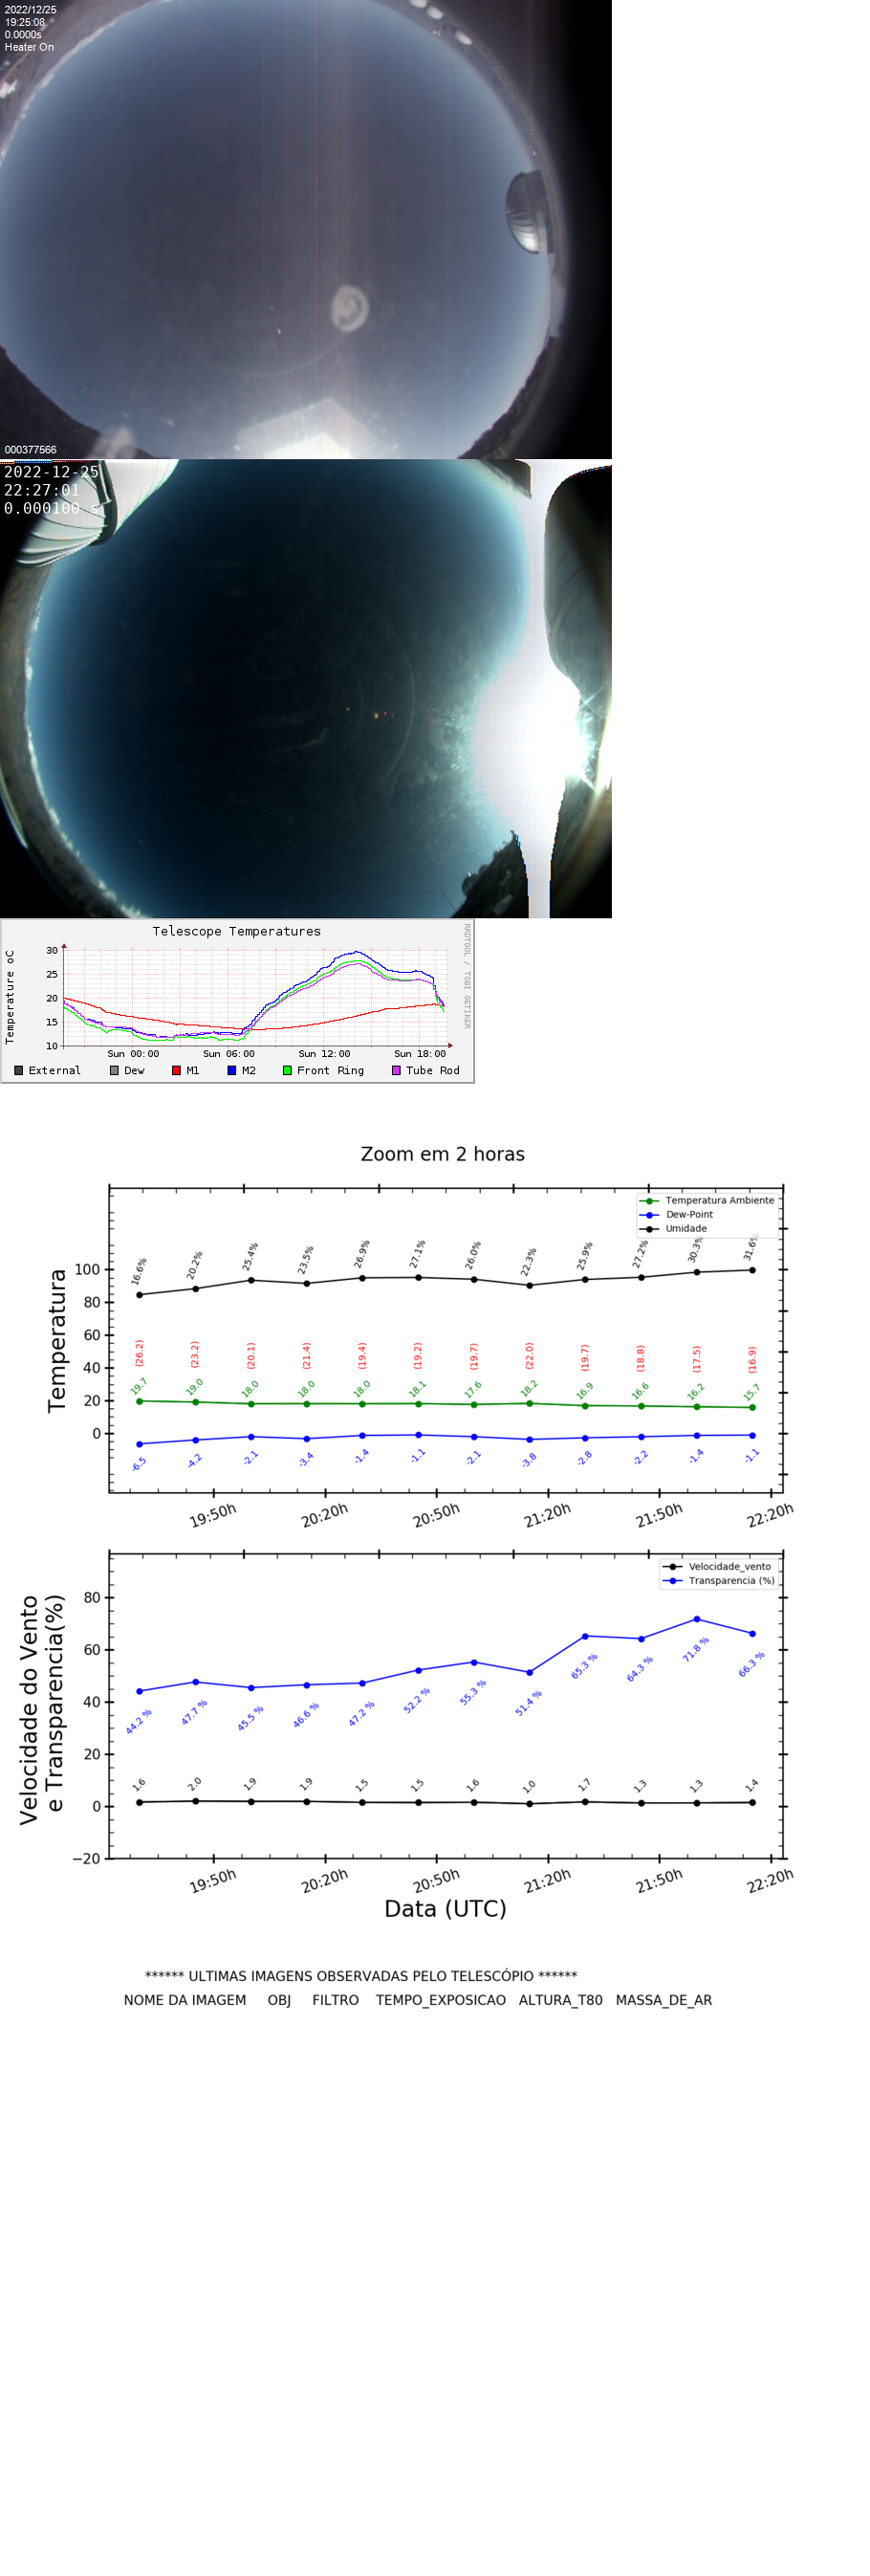 2022/12/25
19:25:08
0.0000s
Heater On
000377566
2022-12-25
22:27:01
0.000100 s
Telescope Temperatures
RRDTOOL / TOBI OETIKER
Temperature oC
30
25
20
15
10
Sun 00:00 Sun 06:00 Sun 12:00 Sun 18:00
External Dew M1 M2 Front Ring Tube Rod
Zoom em 2 horas
Temperatura Ambiente
Dew-Point
Umidade
Temperatura
100
80
60
40
20
0
16.6% 20.2% 25.4% 23.5% 26.9% 27.1% 26.0% 22.3% 25.9% 27.2% 30.3% 31.6%
(26.2) (23.2) (20.1) (21.4) (19.4) (19.2) (19.7) (22.0) (19.7) (18.8) (17.5) (16.9)
19.7 19.0 18.0 18.0 18.0 18.1 17.6 18.2 16.9 16.6 16.2 15.7
-6.5 -4.2 -2.1 -3.4 -1.4 -1.1 -2.1 -3.8 -2.8 -2.2 -1.4 -1.1
19:50h 20:20h 20:50h 21:20h 21:50h 22:20h
Velocidade_vento
Transparencia (%)
Velocidade do Vento
e Transparencia(%)
80
60
40
20
0
−20
44.2 % 47.7 % 45.5 % 46.6 % 47.2 % 52.2 % 55.3 % 51.4 % 65.3 % 64.3 % 71.8 % 66.3 %
1.6 2.0 1.9 1.9 1.5 1.5 1.6 1.0 1.7 1.3 1.3 1.4
19:50h 20:20h 20:50h 21:20h 21:50h 22:20h
Data (UTC)
****** ULTIMAS IMAGENS OBSERVADAS PELO TELESCÓPIO ******
NOME DA IMAGEM OBJ FILTRO TEMPO_EXPOSICAO ALTURA_T80 MASSA_DE_AR